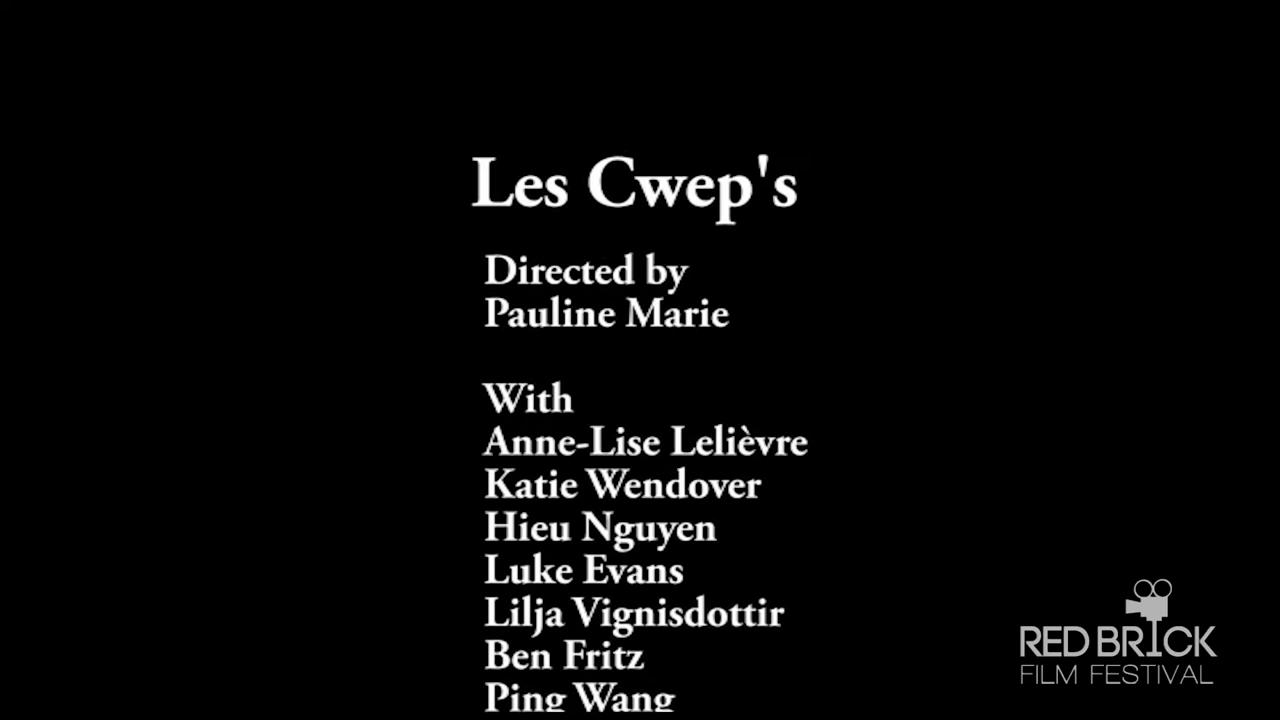 Les Cwep's
Directed by
Pauline Marie
With
Anne-Lise Lelièvre
Katie Wendover
Hieu Nguyen
Luke Evans
Lilja Vignisdottir
Ben Fritz
Ping Wang
RED BRICK
FILM FESTIVAL